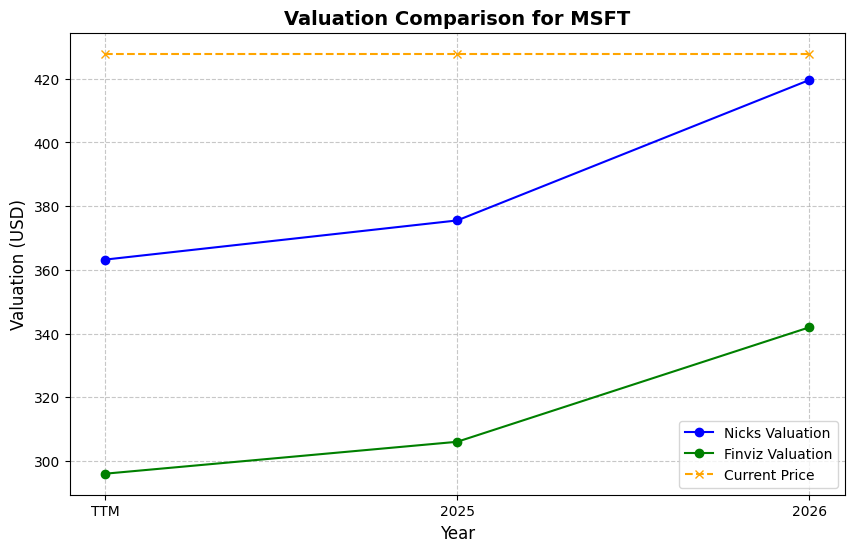 Valuation Comparison for MSFT
Valuation (USD)
420
400
380
360
340
320
300
TTM
2025
2026
Year
Nicks Valuation
Finviz Valuation
Current Price